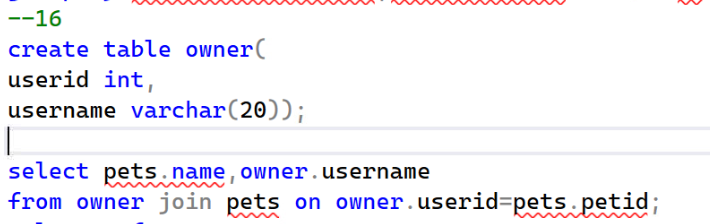 --16
create table owner(
userid int,
username varchar(20));
select pets.name,owner.username
from owner join pets on owner.userid=pets.petid;